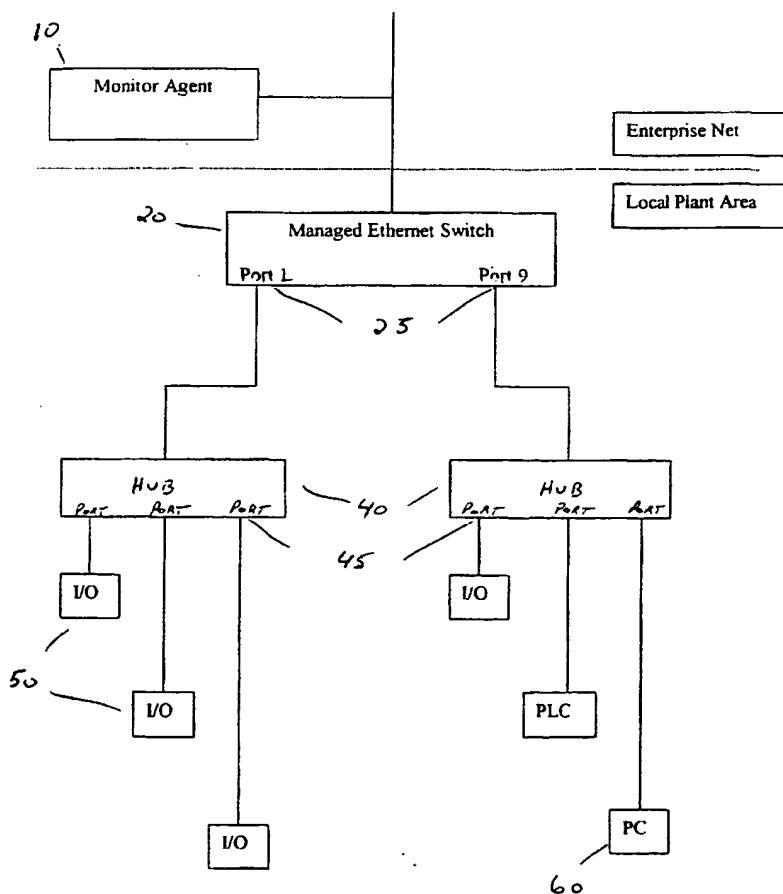 10
Monitor Agent
Enterprise Net
Local Plant Area
20
Managed Ethernet Switch
Port 1
Port 9
25
HUB
PORT PORT PORT
40
HUB
PORT PORT PORT
45
I/O
I/O
50
I/O
PLC
I/O
PC
60